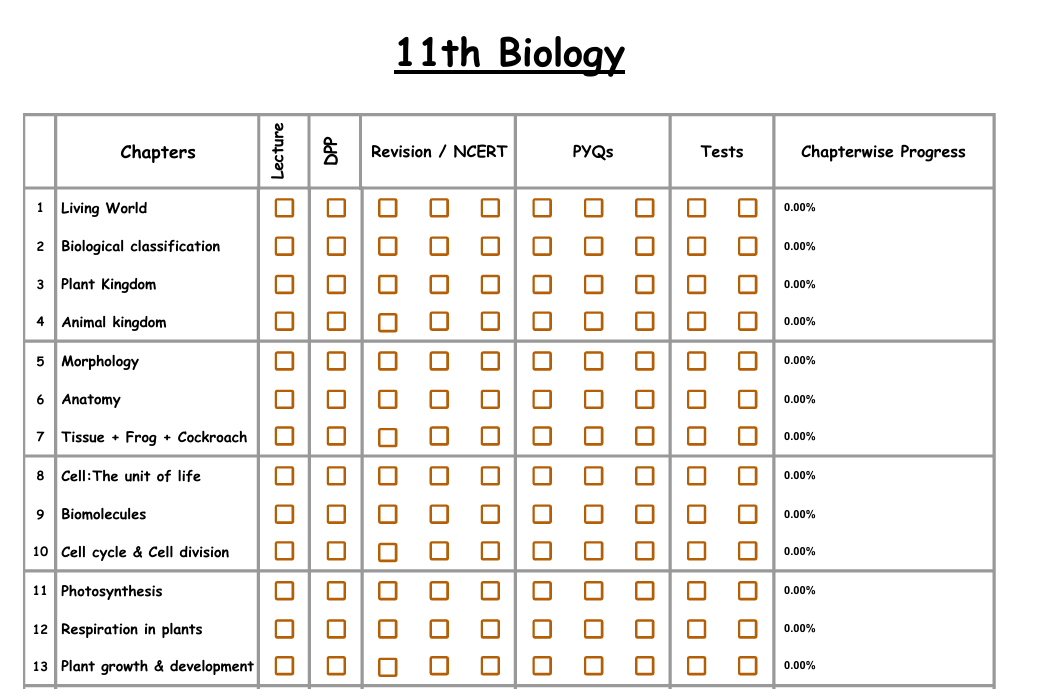 11th Biology
Chapters Lecture DPP Revision / NCERT PYQs Tests Chapterwise Progress
1 Living World 0.00%
2 Biological classification 0.00%
3 Plant Kingdom 0.00%
4 Animal kingdom 0.00%
5 Morphology 0.00%
6 Anatomy 0.00%
7 Tissue + Frog + Cockroach 0.00%
8 Cell:The unit of life 0.00%
9 Biomolecules 0.00%
10 Cell cycle & Cell division 0.00%
11 Photosynthesis 0.00%
12 Respiration in plants 0.00%
13 Plant growth & development 0.00%